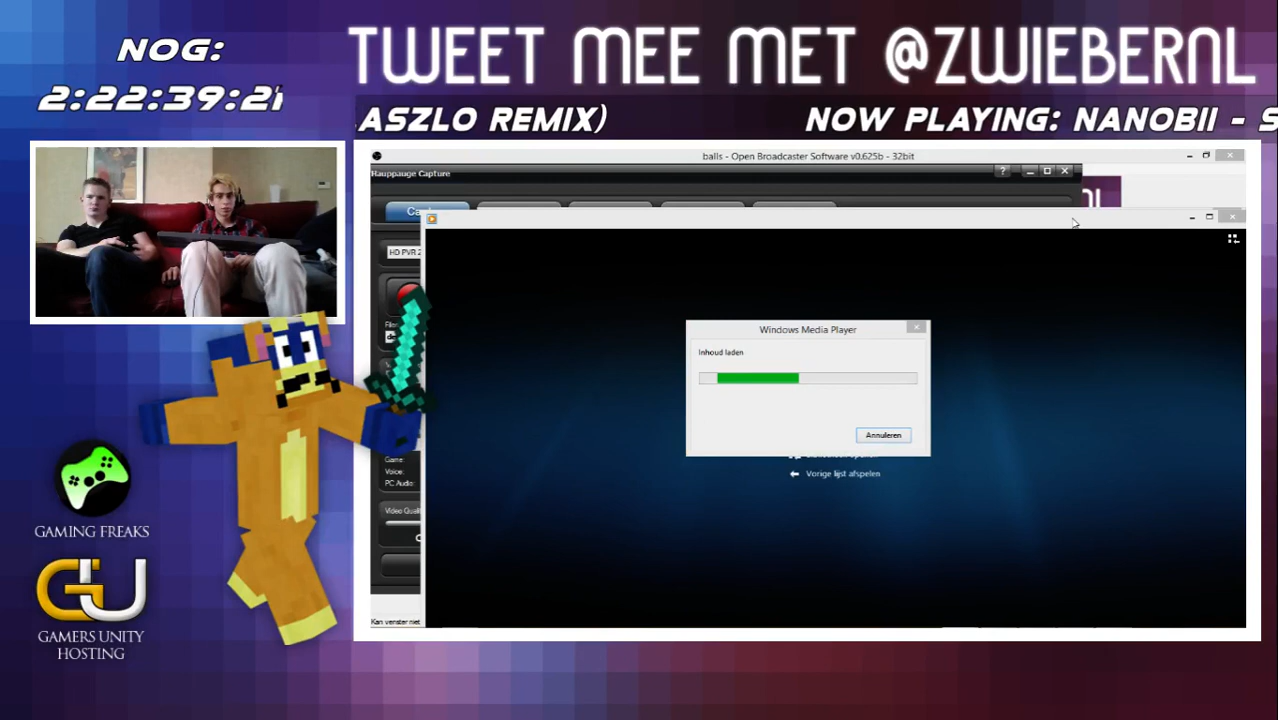 NOG:
2:22:39:21
TWEET MEE MET @ZWIEBERNL
ASZLO REMIX)
NOW PLAYING: NANOBII - S
balls - Open Broadcaster Software v0.625b - 32bit
Hauppauge Capture
HD PVR 2
Windows Media Player
Inhoud laden
Annuleren
Vorige lijst afspelen
Game:
Voice:
PC Audio:
Video Qual
Kan venster niet
GAMING FREAKS
GU
GAMERS UNITY
HOSTING